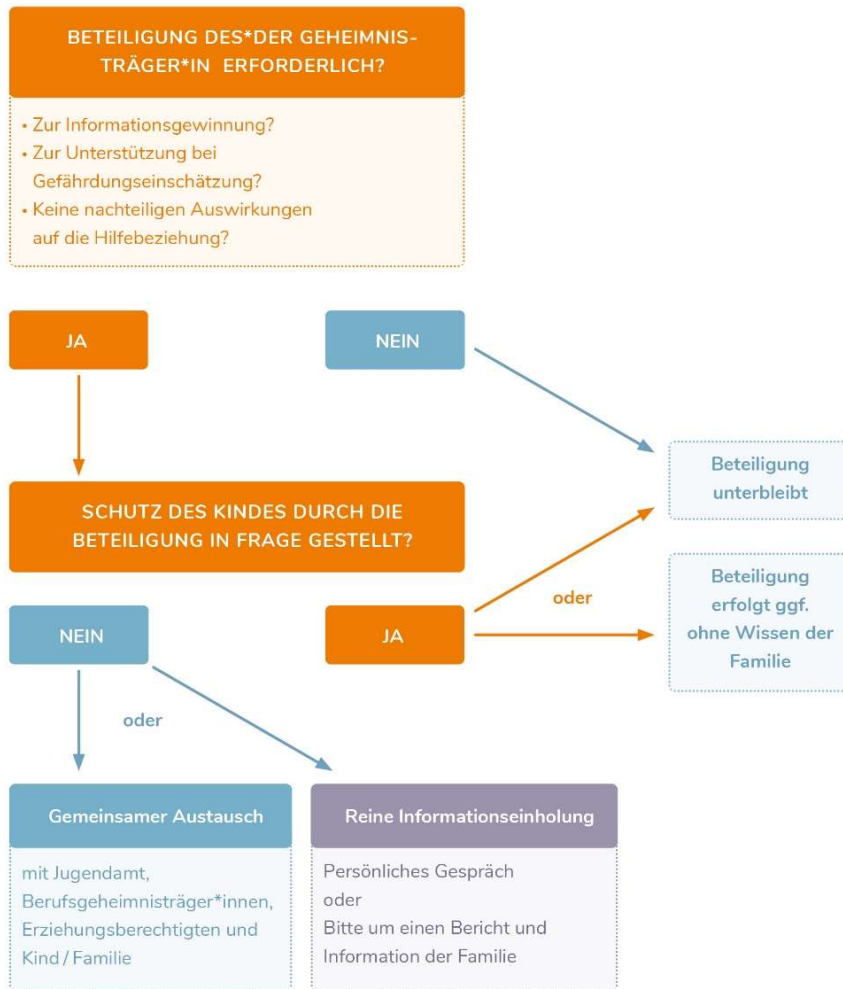 BETEILIGUNG DES*DER GEHEIMNIS-
TRÄGER*IN ERFORDERLICH?
• Zur Informationsgewinnung?
• Zur Unterstützung bei
Gefährdungseinschätzung?
• Keine nachteiligen Auswirkungen
auf die Hilfebeziehung?
JA
NEIN
Beteiligung
unterbleibt
SCHUTZ DES KINDES DURCH DIE
BETEILIGUNG IN FRAGE GESTELLT?
Beteiligung
erfolgt ggf.
ohne Wissen der
Familie
oder
NEIN
JA
oder
Gemeinsamer Austausch
mit Jugendamt,
Berufsgeheimnisträger*innen,
Erziehungsberechtigten und
Kind / Familie
Reine Informationseinholung
Persönliches Gespräch
oder
Bitte um einen Bericht und
Information der Familie